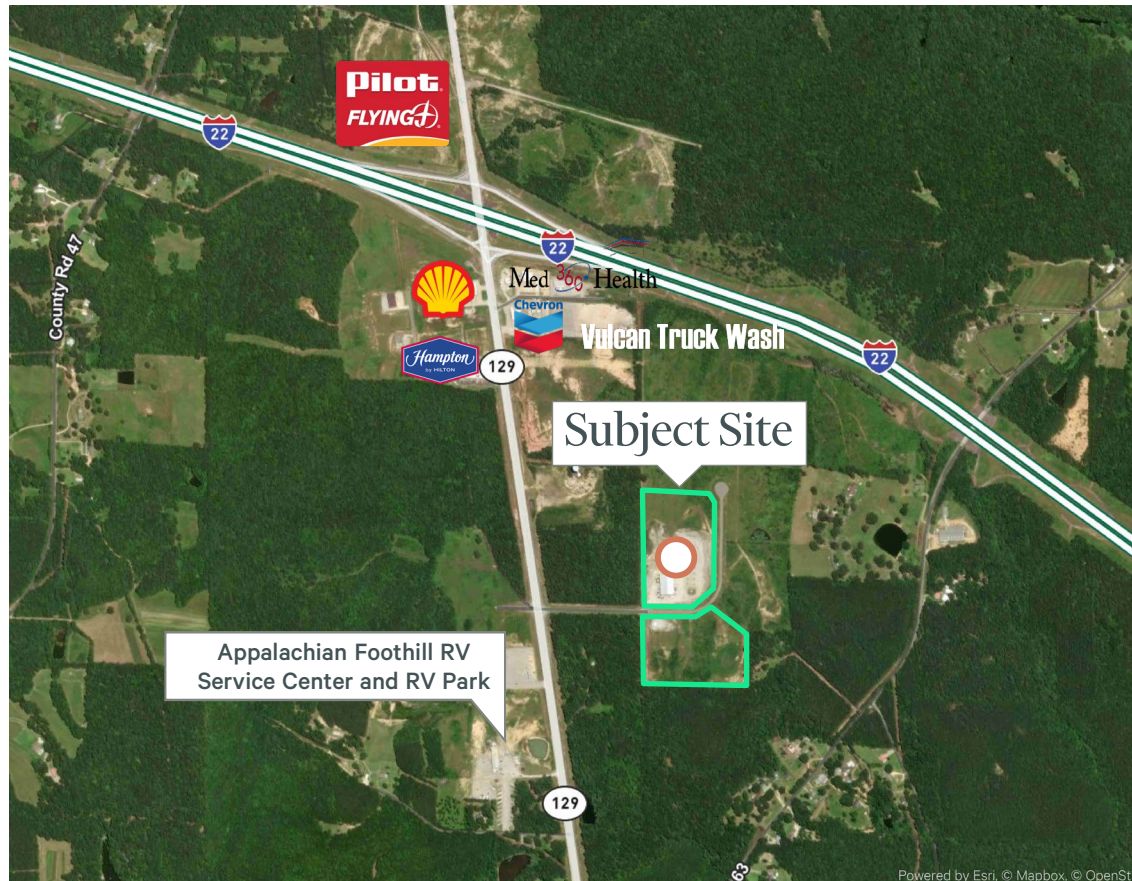 Pilot
FLYING J
22
22
County Rd 47
Med 360° Health
Chevron
Vulcan Truck Wash
Hampton
by HILTON
129
22
Subject Site
Appalachian Foothill RV
Service Center and RV Park
129
63
Powered by Esri, © Mapbox, © OpenSt